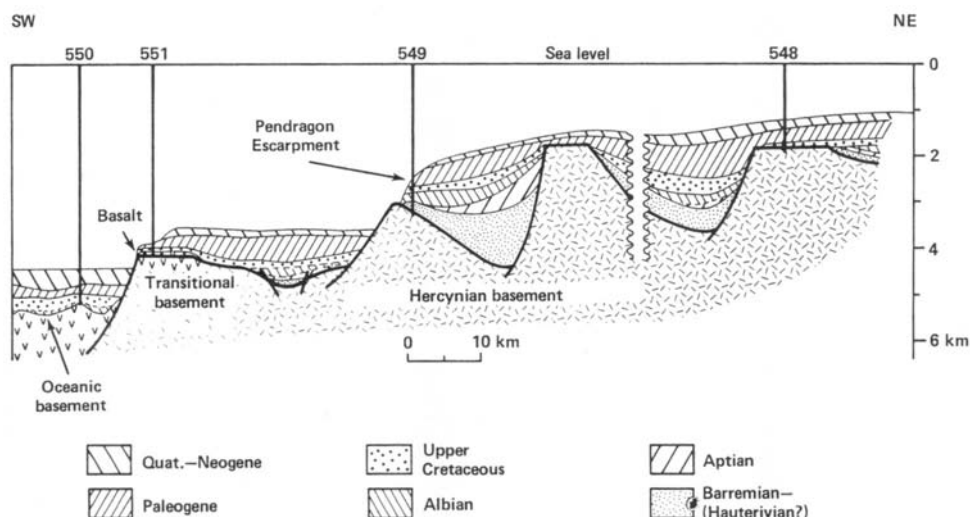 SW
NE
550 551 549 Sea level 548
0
Pendragon
Escarpment
2
Basalt
4
Transitional
basement
Hercynian basement
0 10 km
6 km
Oceanic
basement
Quat.—Neogene
Upper
Cretaceous
Aptian
Paleogene
Albian
Barremian—
(Hauterivian?)